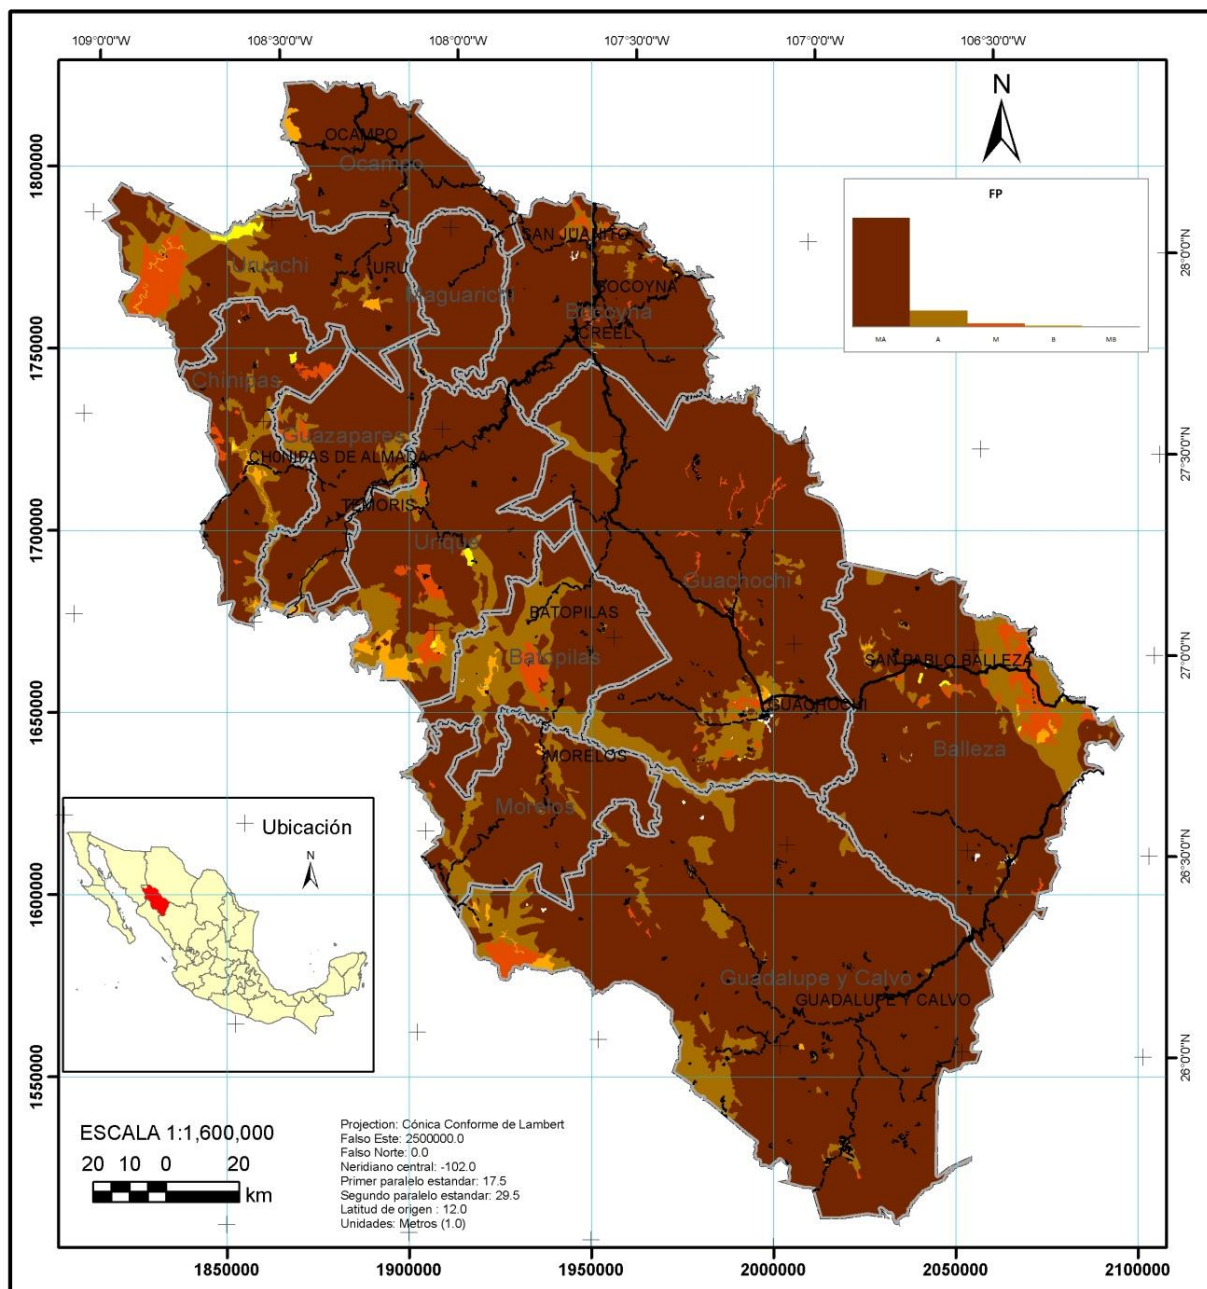 109°0'0"W 108°30'0"W 108°0'0"W 107°30'0"W 107°0'0"W 106°30'0"W
N
FP
MA A M B MB
OCAMPO
Ocampo
1800000
SAN JUANITO
28°0'0"N
Uruachi
URU
Maguarichi
BOCOYNA
Bocoyna
CREEL
1750000
Chinipas
Guazapares
27°30'0"N
CH0NIPAS DE ALMADA
TEMORIS
1700000
Urique
Guachochi
BATOPILAS
Batopilas
SAN PABLO BALLEZA
27°0'0"N
GUACHOCHI
1650000
Balleza
MORELOS
Morelos
Ubicación
N
26°30'0"N
1600000
Guadalupe y Calvo
GUADALUPE Y CALVO
26°0'0"N
1550000
ESCALA 1:1,600,000
20 10 0 20
km
Projection: Cónica Conforme de Lambert
Falso Este: 2500000.0
Falso Norte: 0.0
Neridiano central: -102.0
Primer paralelo estandar: 17.5
Segundo paralelo estandar: 29.5
Latitud de origen : 12.0
Unidades: Metros (1.0)
1850000 1900000 1950000 2000000 2050000 2100000